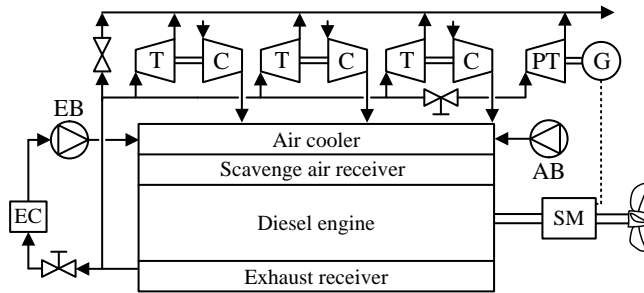 T
C
T
C
T
C
PT
G
EB
Air cooler
AB
Scavenge air receiver
EC
Diesel engine
SM
Exhaust receiver